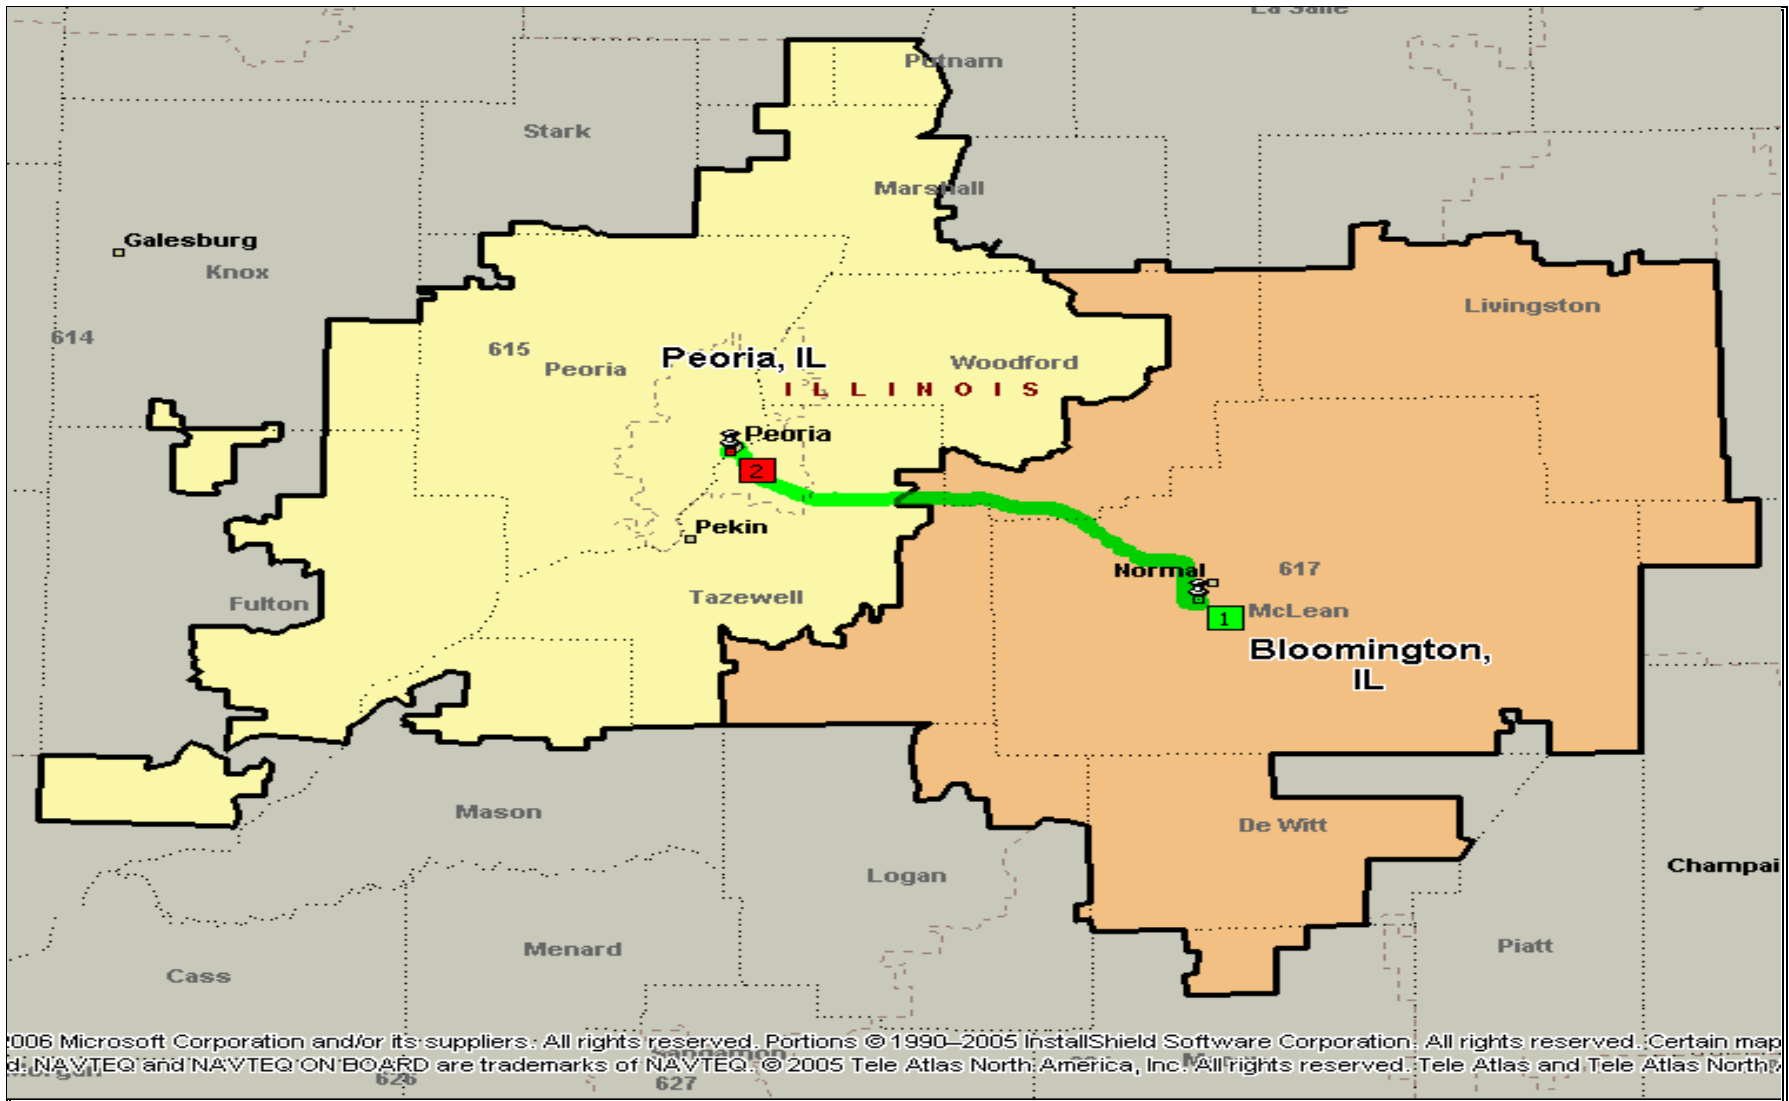 La Salle
Putnam
Stark
Marshall
Galesburg
Knox
Livingston
614
615
Peoria
Peoria, IL
Woodford
ILLINOIS
Peoria
2
Pekin
Normal
617
Tazewell
Fulton
1
McLean
Bloomington,
IL
Mason
De Witt
Logan
Champai
Menard
Piatt
Cass
2006 Microsoft Corporation and/or its suppliers. All rights reserved. Portions © 1990–2005 InstallShield Software Corporation. All rights reserved. Certain map
Sangamon
d. NAVTEQ and NAVTEQ ON BOARD are trademarks of NAVTEQ. © 2005 Tele Atlas North America, Inc. All rights reserved. Tele Atlas and Tele Atlas North
626
627